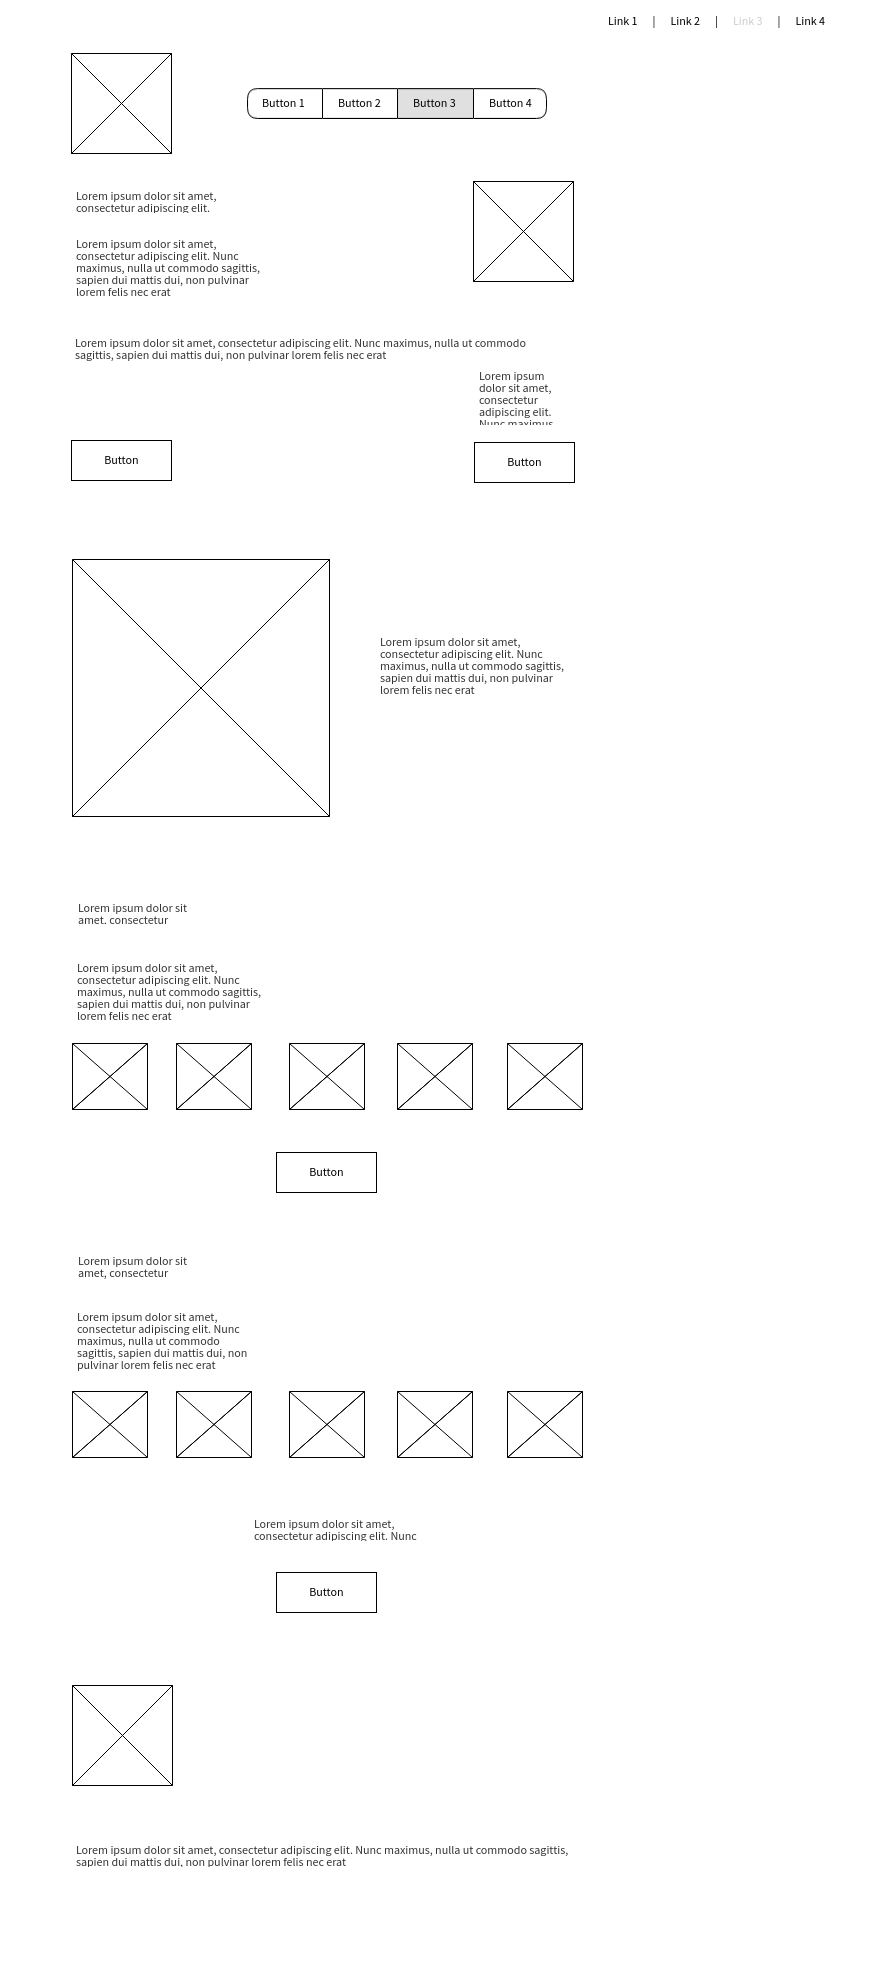 Link 1 | Link 2 | Link 3 | Link 4
Button 1 Button 2 Button 3 Button 4
Lorem ipsum dolor sit amet,
consectetur adipiscing elit.
Lorem ipsum dolor sit amet,
consectetur adipiscing elit. Nunc
maximus, nulla ut commodo sagittis,
sapien dui mattis dui, non pulvinar
lorem felis nec erat
Lorem ipsum dolor sit amet, consectetur adipiscing elit. Nunc maximus, nulla ut commodo
sagittis, sapien dui mattis dui, non pulvinar lorem felis nec erat
Lorem ipsum
dolor sit amet,
consectetur
adipiscing elit.
Nunc maximus
Button
Button
Lorem ipsum dolor sit amet,
consectetur adipiscing elit. Nunc
maximus, nulla ut commodo sagittis,
sapien dui mattis dui, non pulvinar
lorem felis nec erat
Lorem ipsum dolor sit
amet. consectetur
Lorem ipsum dolor sit amet,
consectetur adipiscing elit. Nunc
maximus, nulla ut commodo sagittis,
sapien dui mattis dui, non pulvinar
lorem felis nec erat
Button
Lorem ipsum dolor sit
amet, consectetur
Lorem ipsum dolor sit amet,
consectetur adipiscing elit. Nunc
maximus, nulla ut commodo
sagittis, sapien dui mattis dui, non
pulvinar lorem felis nec erat
Lorem ipsum dolor sit amet,
consectetur adipiscing elit. Nunc
Button
Lorem ipsum dolor sit amet, consectetur adipiscing elit. Nunc maximus, nulla ut commodo sagittis,
sapien dui mattis dui, non pulvinar lorem felis nec erat